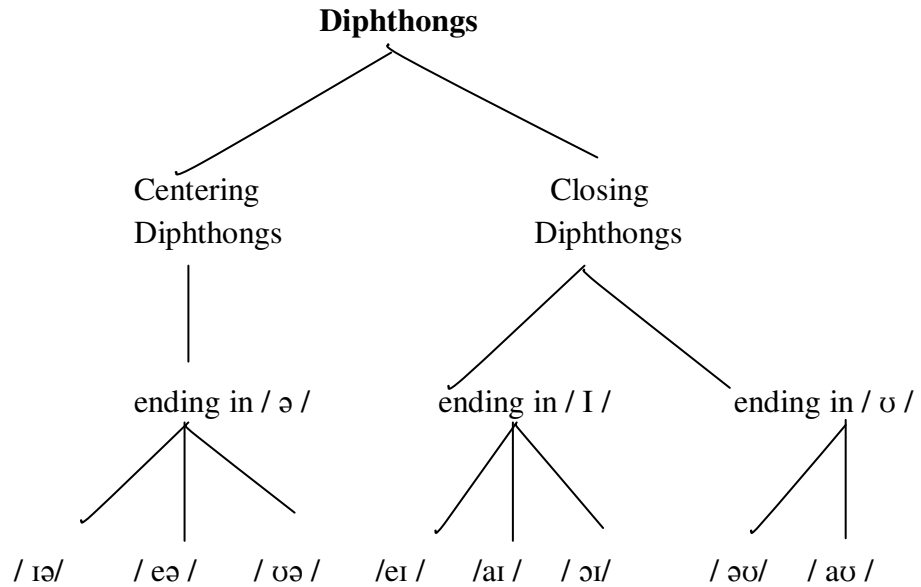 Diphthongs
Centering
Diphthongs
Closing
Diphthongs
ending in / ə /
ending in / I /
ending in / ʊ /
/ ɪə/
/ eə /
/ ʊə /
/eɪ /
/aɪ /
/ ɔɪ/
/ əʊ/
/ aʊ /